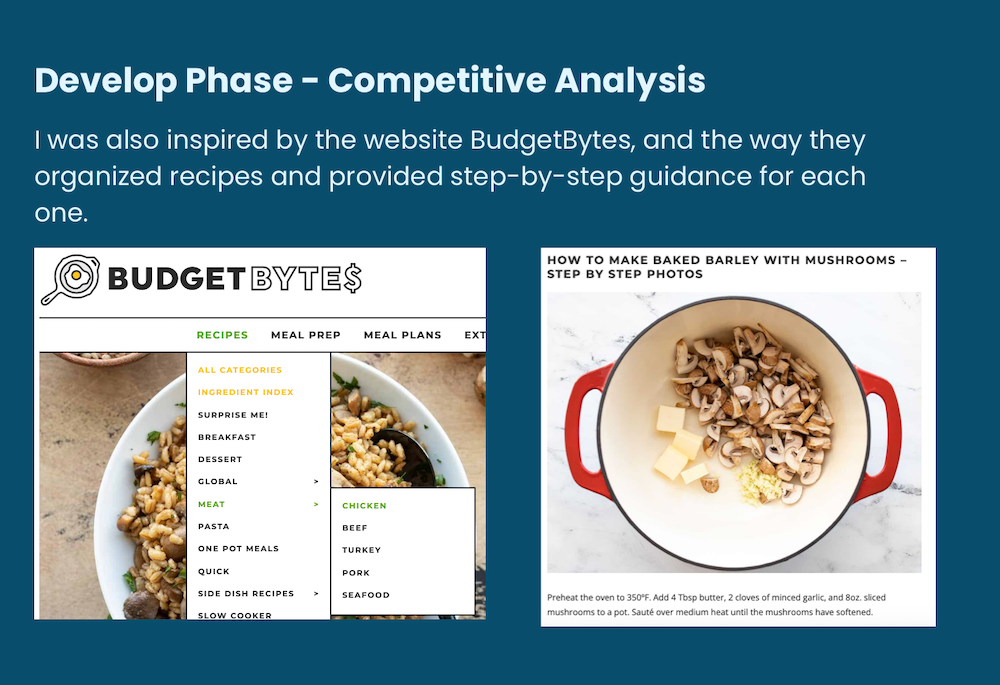 Develop Phase - Competitive Analysis
I was also inspired by the website BudgetBytes, and the way they
organized recipes and provided step-by-step guidance for each
one.
BUDGETBYTE$
RECIPES MEAL PREP MEAL PLANS EXT
ALL CATEGORIES
INGREDIENT INDEX
SURPRISE ME!
BREAKFAST
DESSERT
GLOBAL >
MEAT >
PASTA
ONE POT MEALS
QUICK
SIDE DISH RECIPES >
SLOW COOKER
CHICKEN
BEEF
TURKEY
PORK
SEAFOOD
HOW TO MAKE BAKED BARLEY WITH MUSHROOMS –
STEP BY STEP PHOTOS
Preheat the oven to 350ºF. Add 4 Tbsp butter, 2 cloves of minced garlic, and 8oz. sliced
mushrooms to a pot. Sauté over medium heat until the mushrooms have softened.